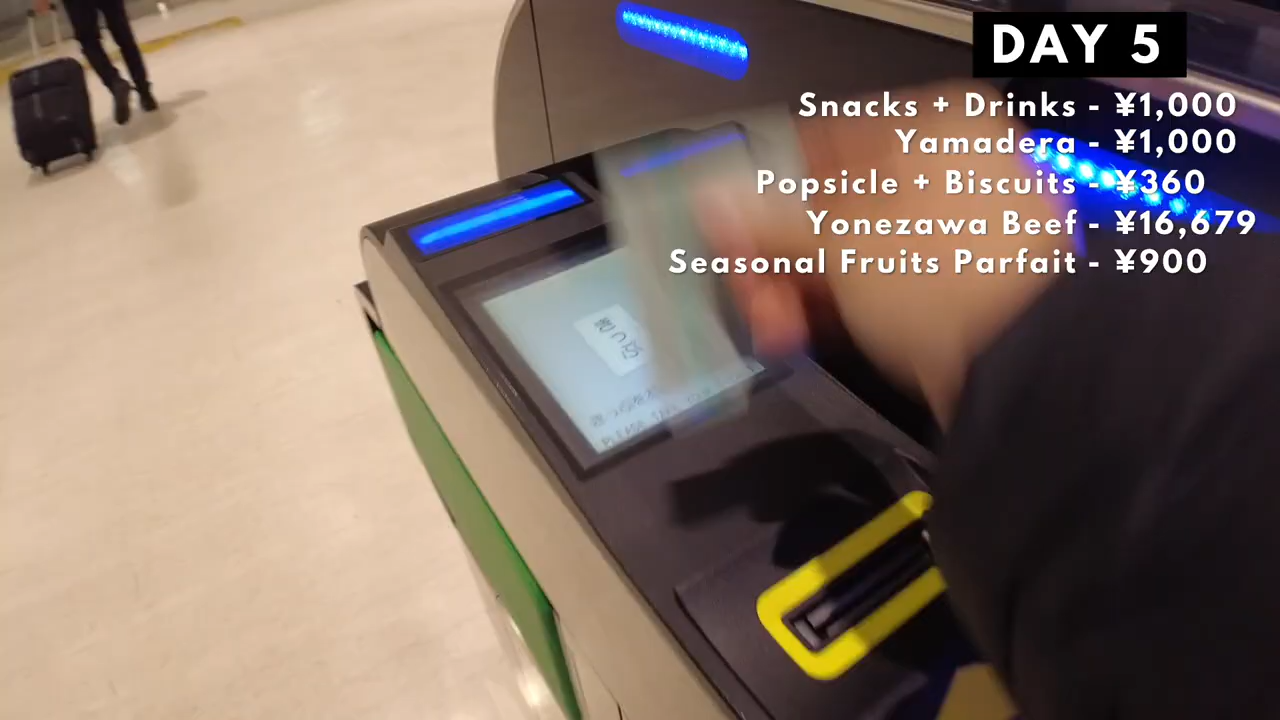 DAY 5
Snacks + Drinks - ¥1,000
Yamadera - ¥1,000
Popsicle + Biscuits - ¥360
Yonezawa Beef - ¥16,679
Seasonal Fruits Parfait - ¥900
PLEASE